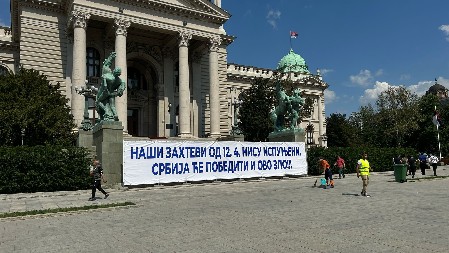 НАШИ ЗАХТЕВИ ОД 12. 4. НИСУ ИСПУЊЕНИ.
СРБИЈА ЋЕ ПОБЕДИТИ И ОВО ЗЛО!